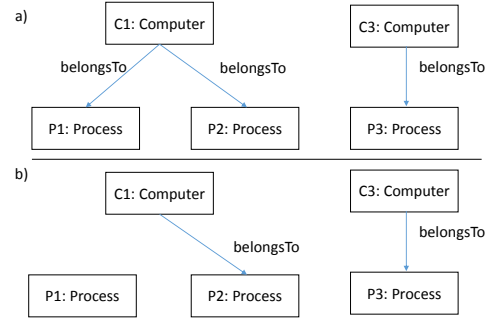 a)
C1: Computer
C3: Computer
belongsTo
belongsTo
belongsTo
P1: Process
P2: Process
P3: Process
b)
C1: Computer
C3: Computer
belongsTo
belongsTo
P1: Process
P2: Process
P3: Process